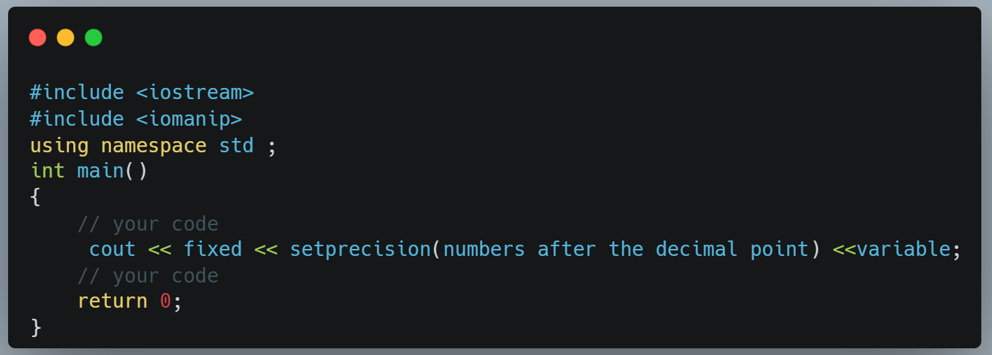 #include <iostream>
#include <iomanip>
using namespace std ;
int main()
{
    // your code
     cout << fixed << setprecision(numbers after the decimal point) <<variable;
    // your code
    return 0;
}